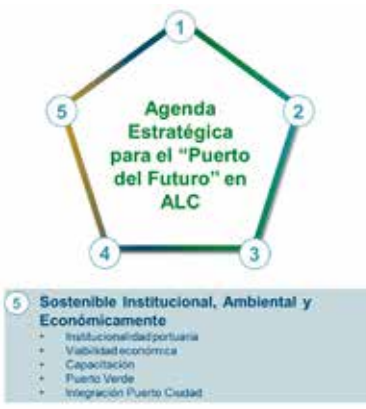 1
2
5
Agenda
Estratégica
para el "Puerto
del Futuro" en
ALC
4
3
5 Sostenible Institucional, Ambiental y
Económicamente
• Institucionalidad portuaria
• Viabilidad económica
• Capacitación
• Puerto Verde
• Integración Puerto Ciudad